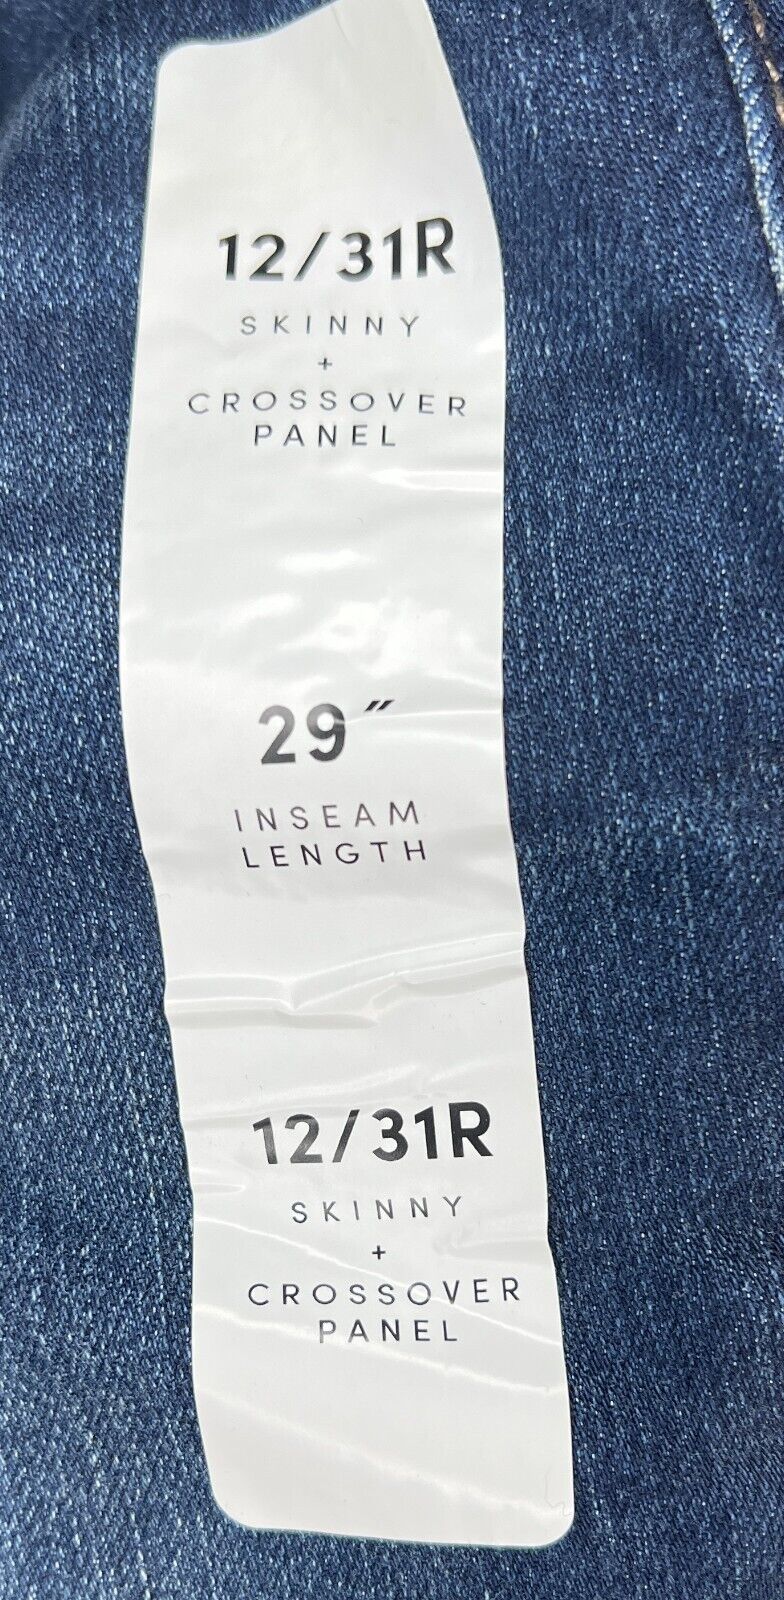 12/31R
SKINNY
+
CROSSOVER
PANEL
29"
INSEAM
LENGTH
12/31R
SKINNY
+
CROSSOVER
PANEL